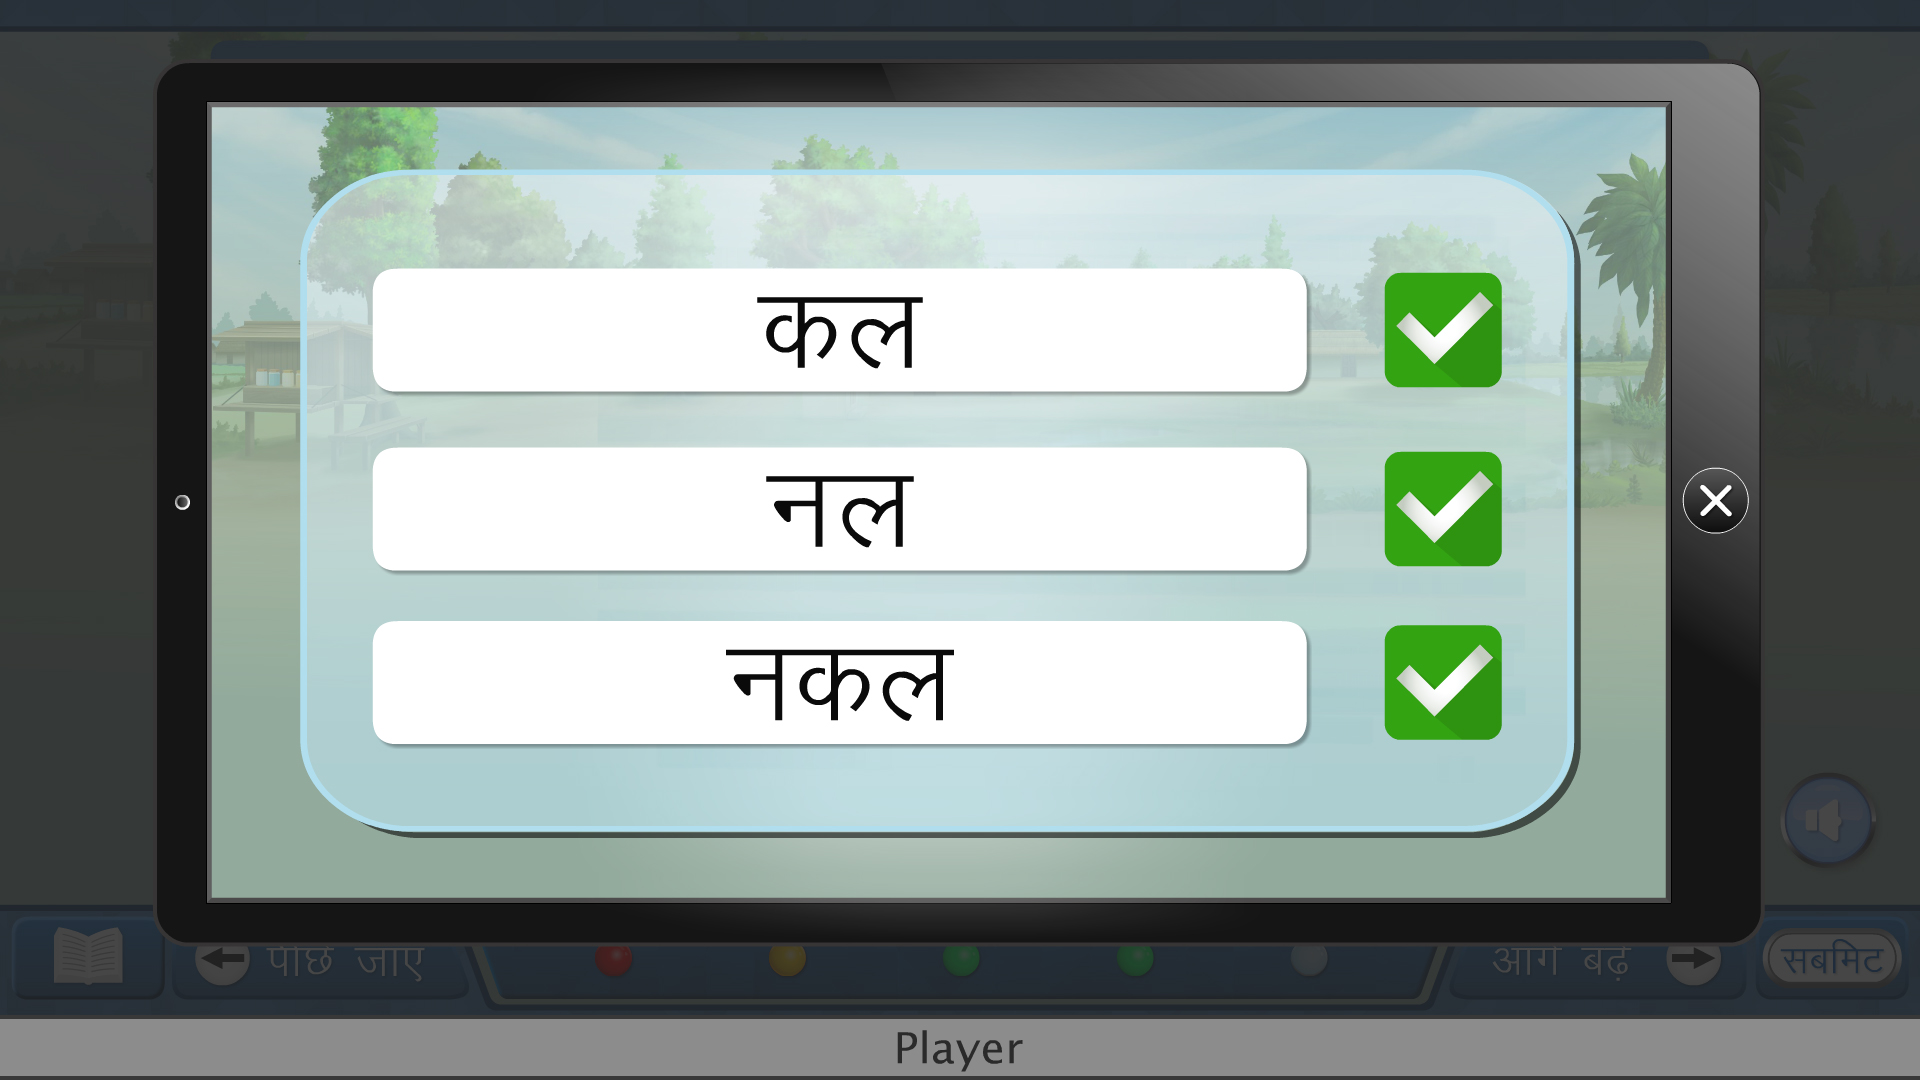 कल
नल
नकल
पीछे जाएं
आगे बढ़ें
सबमिट
Player